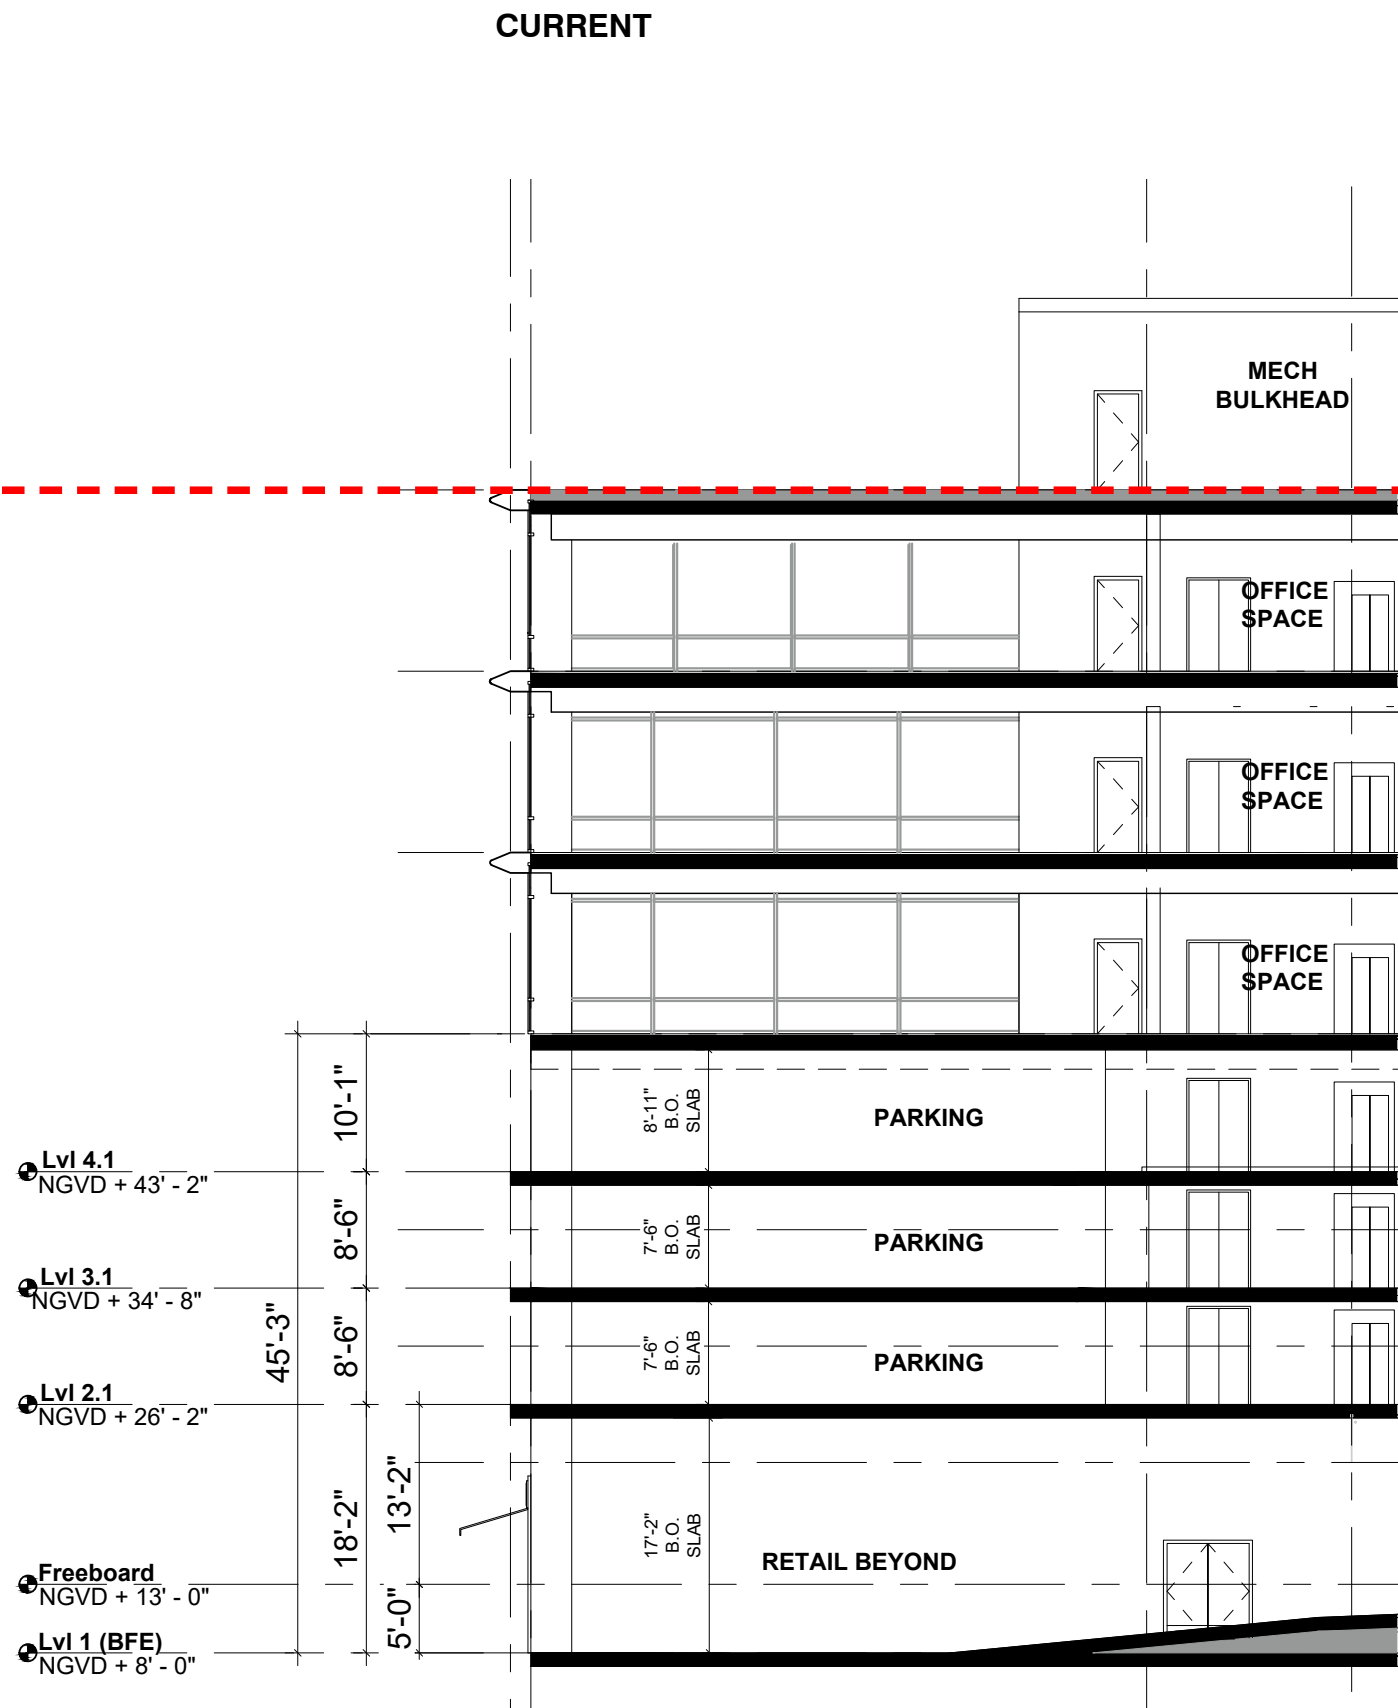 CURRENT
MECH
BULKHEAD
OFFICE
SPACE
OFFICE
SPACE
OFFICE
SPACE
10'-1"
8'-11"
B.O.
SLAB
PARKING
Lvl 4.1
NGVD + 43' - 2"
8'-6"
7'-6"
B.O.
SLAB
PARKING
Lvl 3.1
NGVD + 34' - 8"
45'-3"
8'-6"
7'-6"
B.O.
SLAB
PARKING
Lvl 2.1
NGVD + 26' - 2"
18'-2"
13'-2"
17'-2"
B.O.
SLAB
RETAIL BEYOND
Freeboard
NGVD + 13' - 0"
5'-0"
Lvl 1 (BFE)
NGVD + 8' - 0"